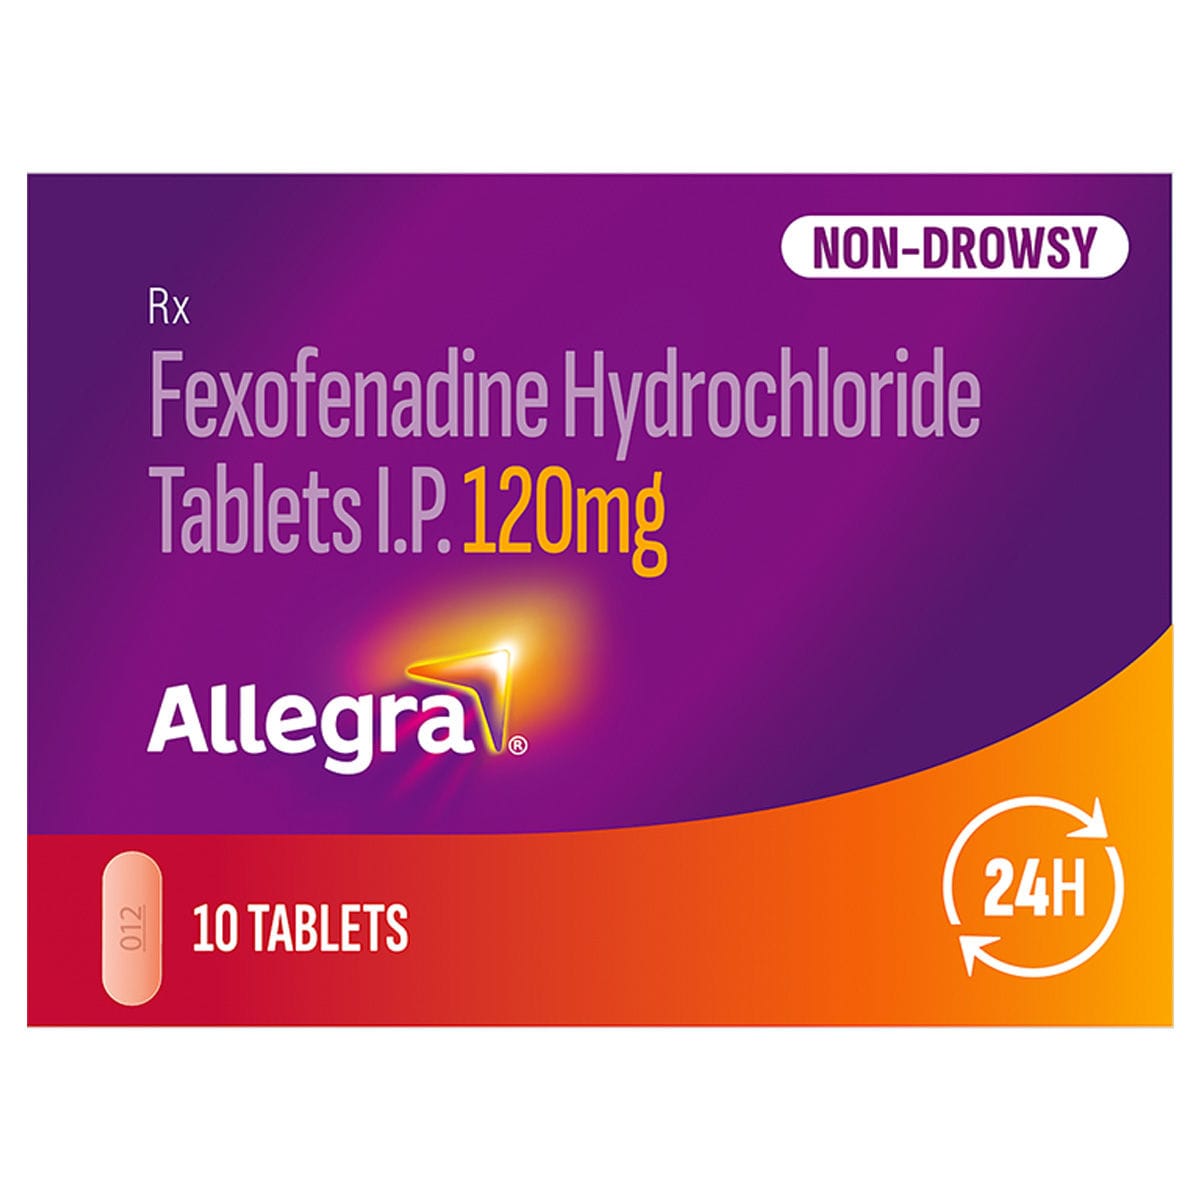 NON-DROWSY
Rx
Fexofenadine Hydrochloride
Tablets I.P. 120mg
Allegra®
012
10 TABLETS
24H